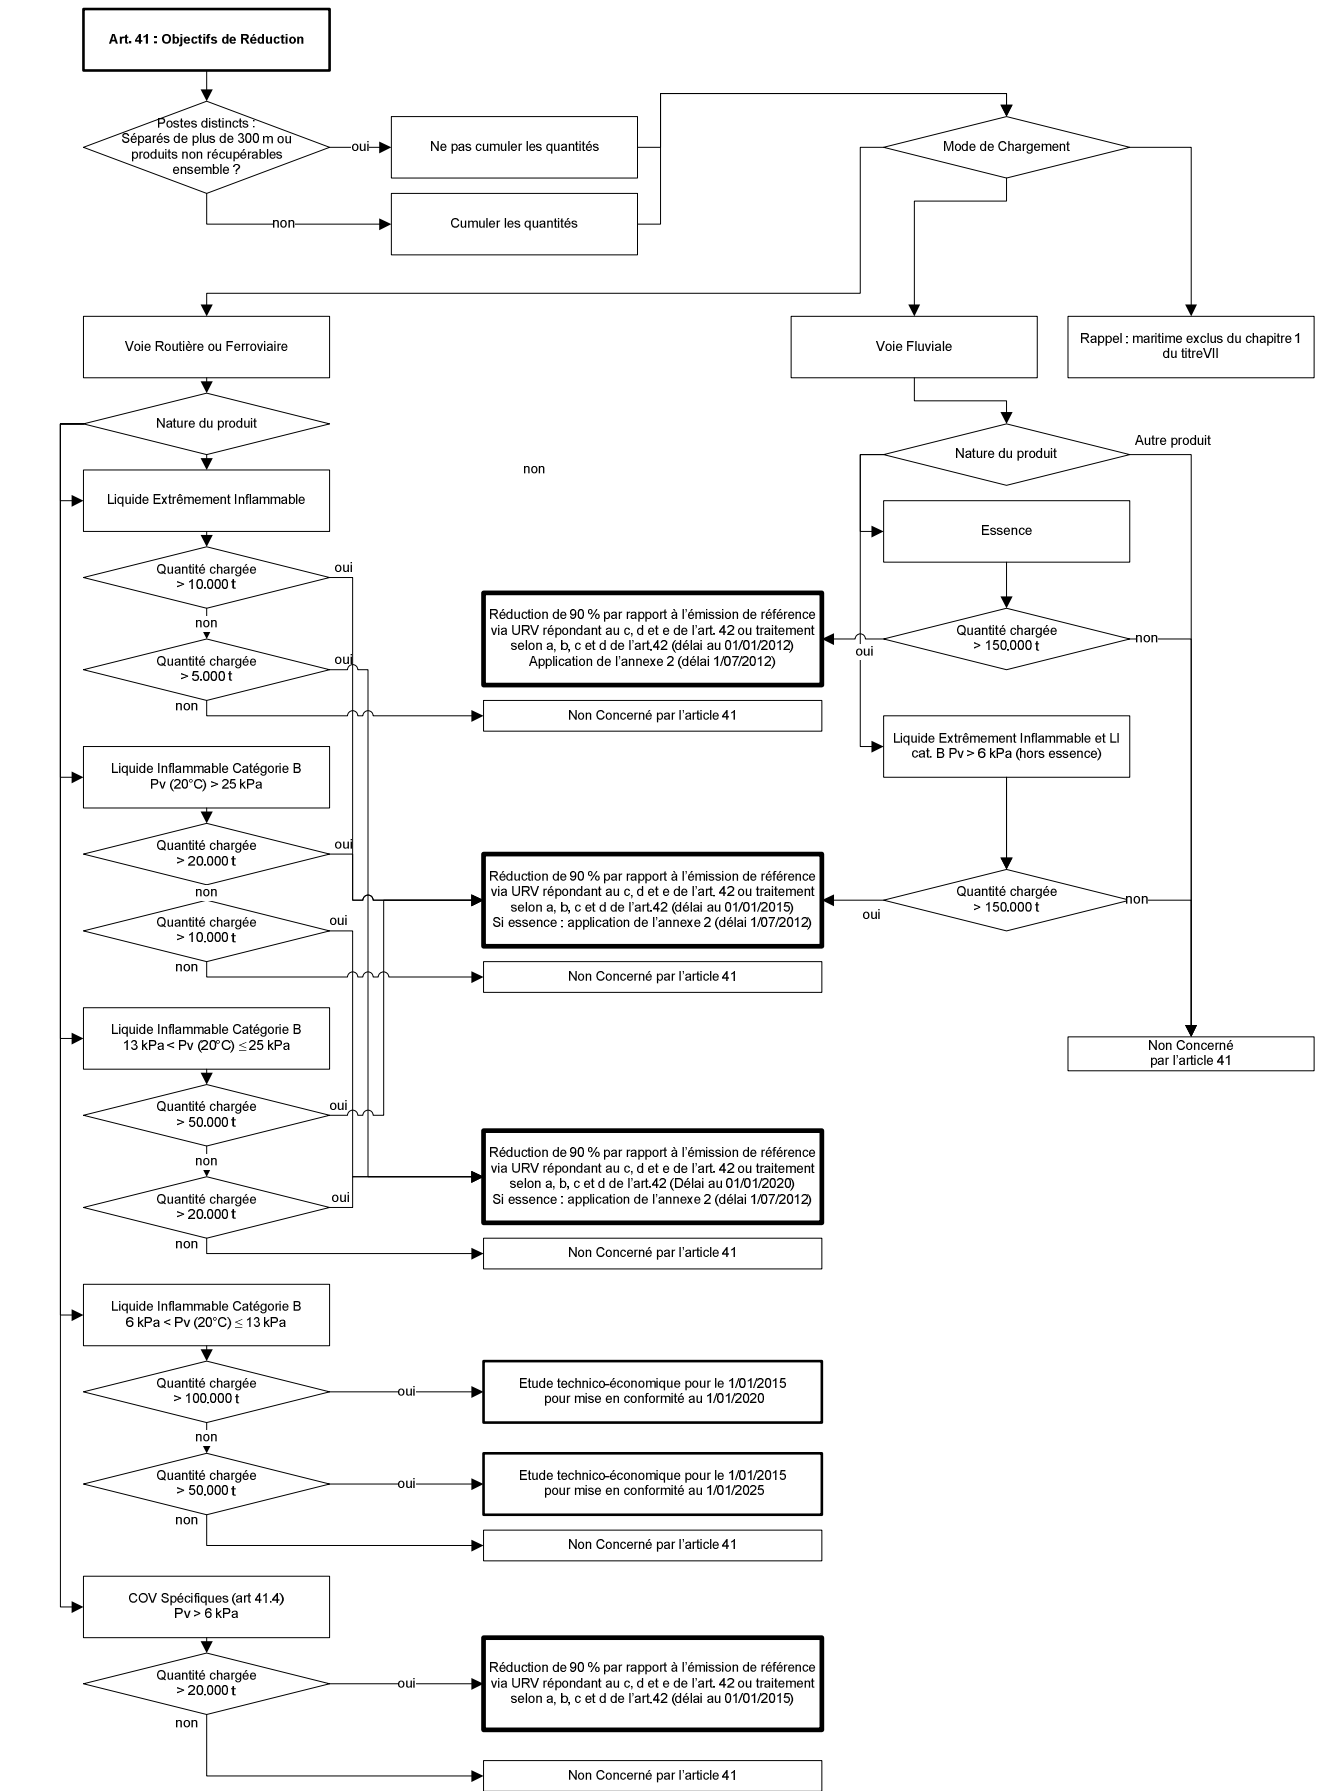 Art. 41 : Objectifs de Réduction
Postes distincts :
Séparés de plus de 300 m ou
produits non récupérables
ensemble ?
oui
Ne pas cumuler les quantités
non
Cumuler les quantités
Mode de Chargement
Voie Routière ou Ferroviaire
Voie Fluviale
Rappel : maritime exclus du chapitre 1
du titreVII
Nature du produit
non
Liquide Extrêmement Inflammable
Quantité chargée
> 10.000 t
oui
non
Quantité chargée
> 5.000 t
oui
non
Non Concerné par l'article 41
Liquide Inflammable Catégorie B
Pv (20°C) > 25 kPa
Quantité chargée
> 20.000 t
oui
non
Quantité chargée
> 10.000 t
oui
non
Non Concerné par l'article 41
Liquide Inflammable Catégorie B
13 kPa < Pv (20°C) ≤ 25 kPa
Quantité chargée
> 50.000 t
oui
non
Quantité chargée
> 20.000 t
oui
non
Non Concerné par l'article 41
Liquide Inflammable Catégorie B
6 kPa < Pv (20°C) ≤ 13 kPa
Quantité chargée
> 100.000 t
oui
Etude technico-économique pour le 1/01/2015
pour mise en conformité au 1/01/2020
non
Quantité chargée
> 50.000 t
oui
Etude technico-économique pour le 1/01/2015
pour mise en conformité au 1/01/2025
non
Non Concerné par l'article 41
COV Spécifiques (art 41.4)
Pv > 6 kPa
Quantité chargée
> 20.000 t
oui
Réduction de 90 % par rapport à l'émission de référence
via URV répondant au c, d et e de l'art. 42 ou traitement
selon a, b, c et d de l'art.42 (délai au 01/01/2015)
non
Non Concerné par l'article 41
Réduction de 90 % par rapport à l'émission de référence
via URV répondant au c, d et e de l'art. 42 ou traitement
selon a, b, c et d de l'art.42 (délai au 01/01/2012)
Application de l'annexe 2 (délai 1/07/2012)
Réduction de 90 % par rapport à l'émission de référence
via URV répondant au c, d et e de l'art. 42 ou traitement
selon a, b, c et d de l'art.42 (délai au 01/01/2015)
Si essence : application de l'annexe 2 (délai 1/07/2012)
Réduction de 90 % par rapport à l'émission de référence
via URV répondant au c, d et e de l'art. 42 ou traitement
selon a, b, c et d de l'art.42 (Délai au 01/01/2020)
Si essence : application de l'annexe 2 (délai 1/07/2012)
Nature du produit
Autre produit
Essence
Quantité chargée
> 150.000 t
oui
non
Liquide Extrêmement Inflammable et LI
cat. B Pv > 6 kPa (hors essence)
Quantité chargée
> 150.000 t
oui
non
Non Concerné
par l'article 41